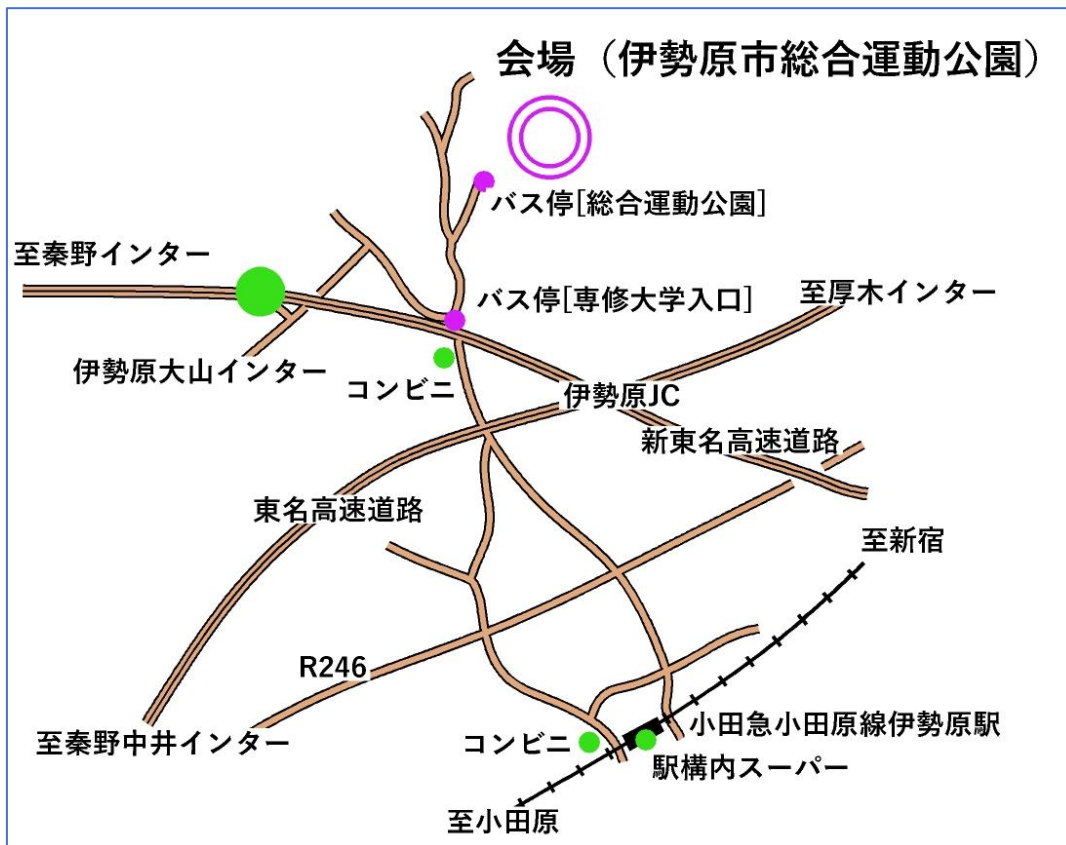 会場（伊勢原市総合運動公園）
バス停[総合運動公園]
至秦野インター
バス停[専修大学入口]
至厚木インター
伊勢原大山インター
コンビニ
伊勢原JC
新東名高速道路
東名高速道路
至新宿
R246
小田急小田原線伊勢原駅
至秦野中井インター
コンビニ
駅構内スーパー
至小田原